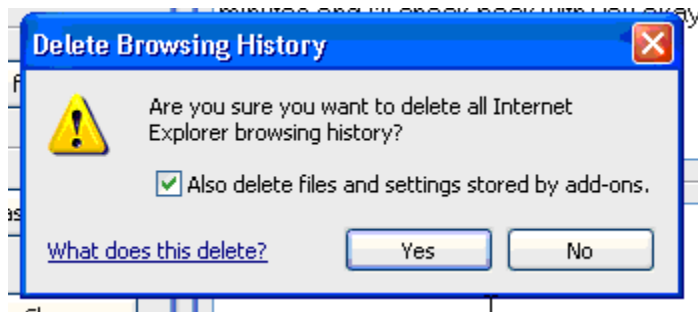 Delete Browsing History
Are you sure you want to delete all Internet
Explorer browsing history?
Also delete files and settings stored by add-ons.
What does this delete?
Yes
No